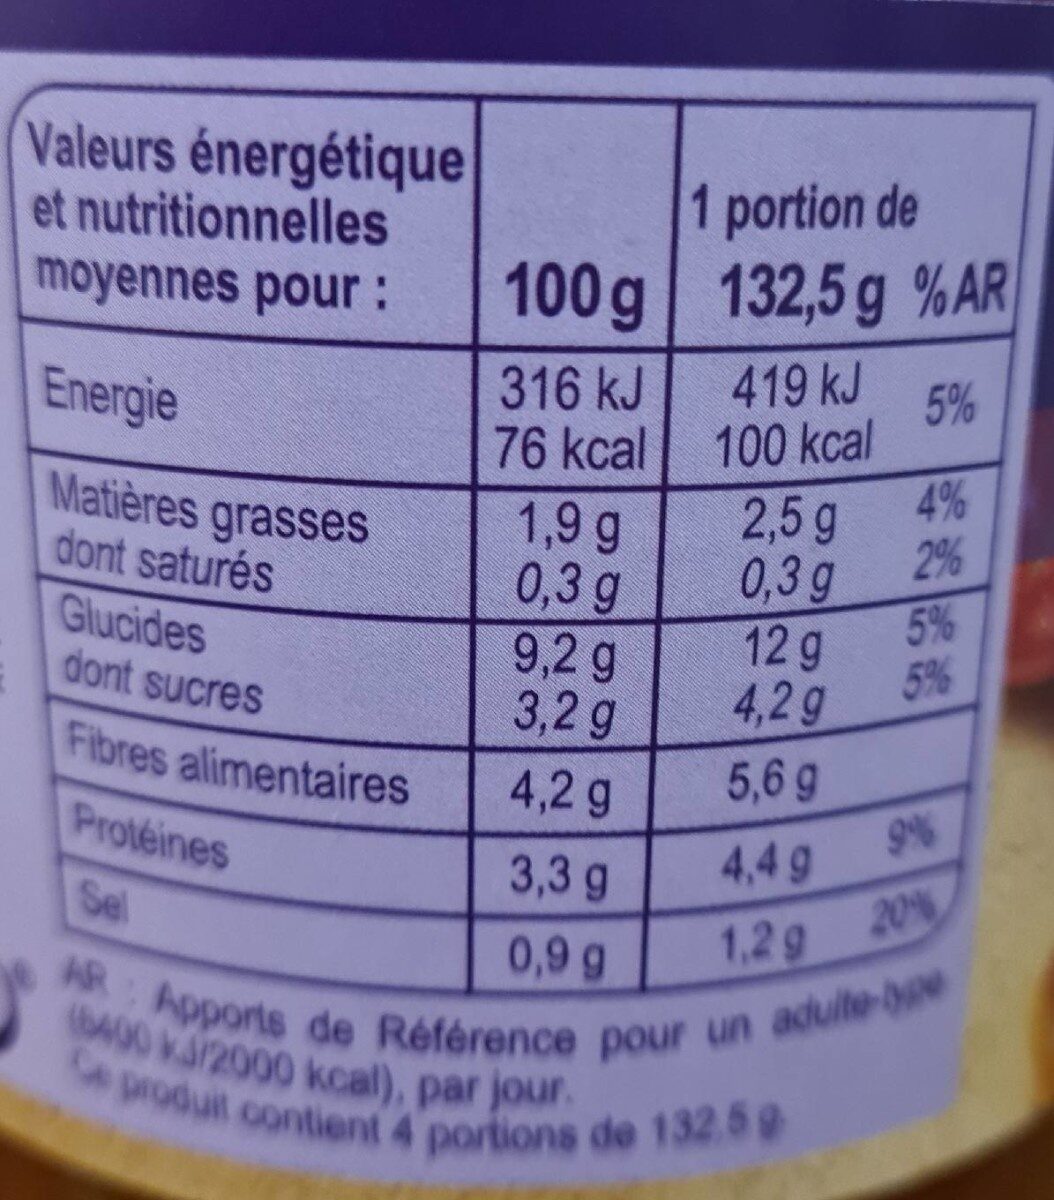 Valeurs énergétique
et nutritionnelles
moyennes pour :
100 g
1 portion de
132,5 g % AR
Energie
316 kJ 419 kJ 5%
76 kcal 100 kcal
Matières grasses 1,9 g 2,5 g 4%
dont saturés 0,3 g 0,3 g 2%
Glucides 9,2 g 12 g 5%
dont sucres 3,2 g 4,2 g 5%
Fibres alimentaires 4,2 g 5,6 g
Protéines 3,3 g 4,4 g 9%
Sel 0,9 g 1,2 g 20%
AR : Apports de Référence pour un adulte-type
(8400 kJ/2000 kcal), par jour.
Ce produit contient 4 portions de 132,5 g.